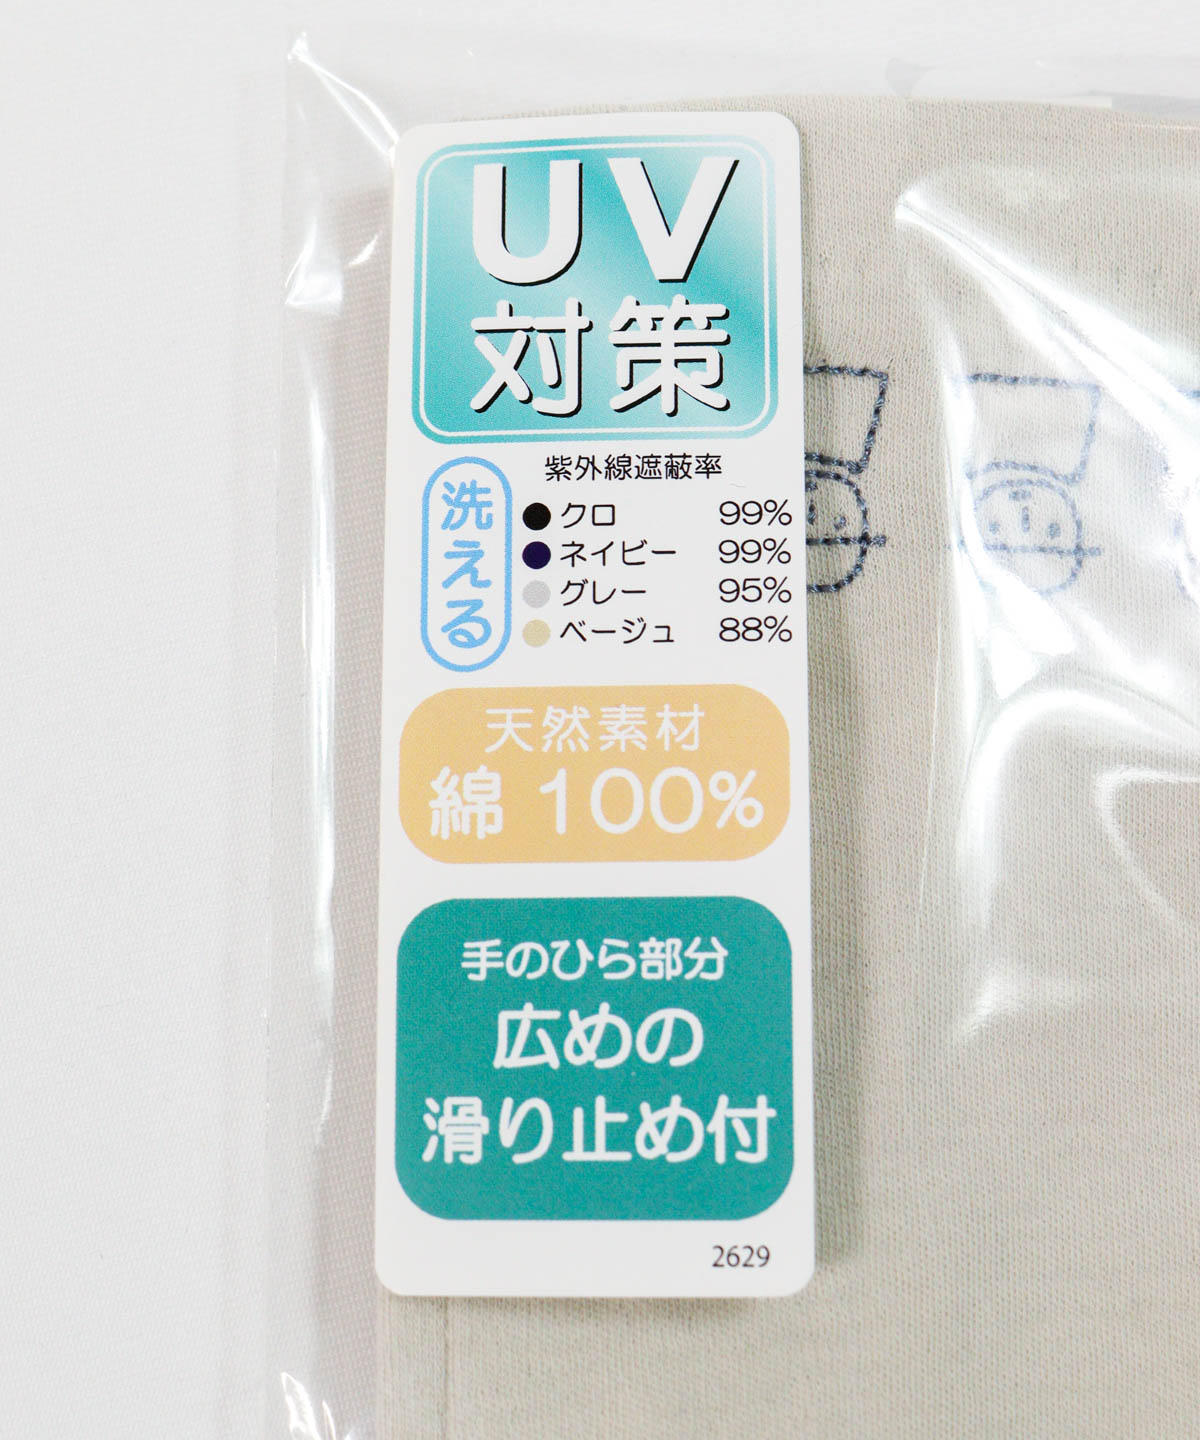 UV
対策
洗える
紫外線遮蔽率
●クロ 99%
●ネイビー 99%
●グレー 95%
●ベージュ 88%
天然素材
綿 100%
手のひら部分
広めの
滑り止め付
2629